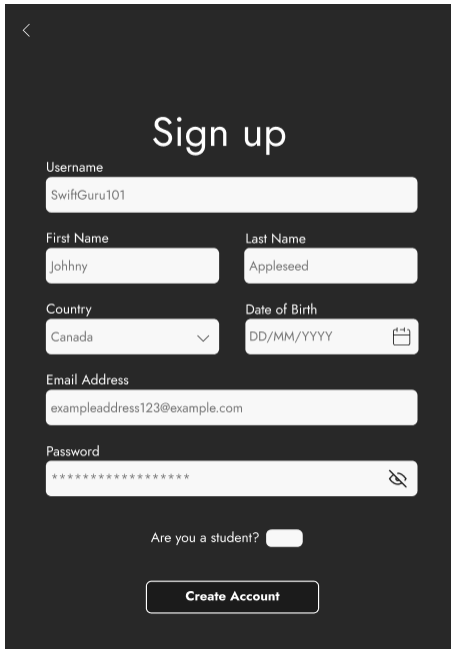 Sign up
Username
SwiftGuru101
First Name Last Name
Johhny Appleseed
Country Date of Birth
Canada DD/MM/YYYY
Email Address
exampleaddress123@example.com
Password
******************
Are you a student?
Create Account